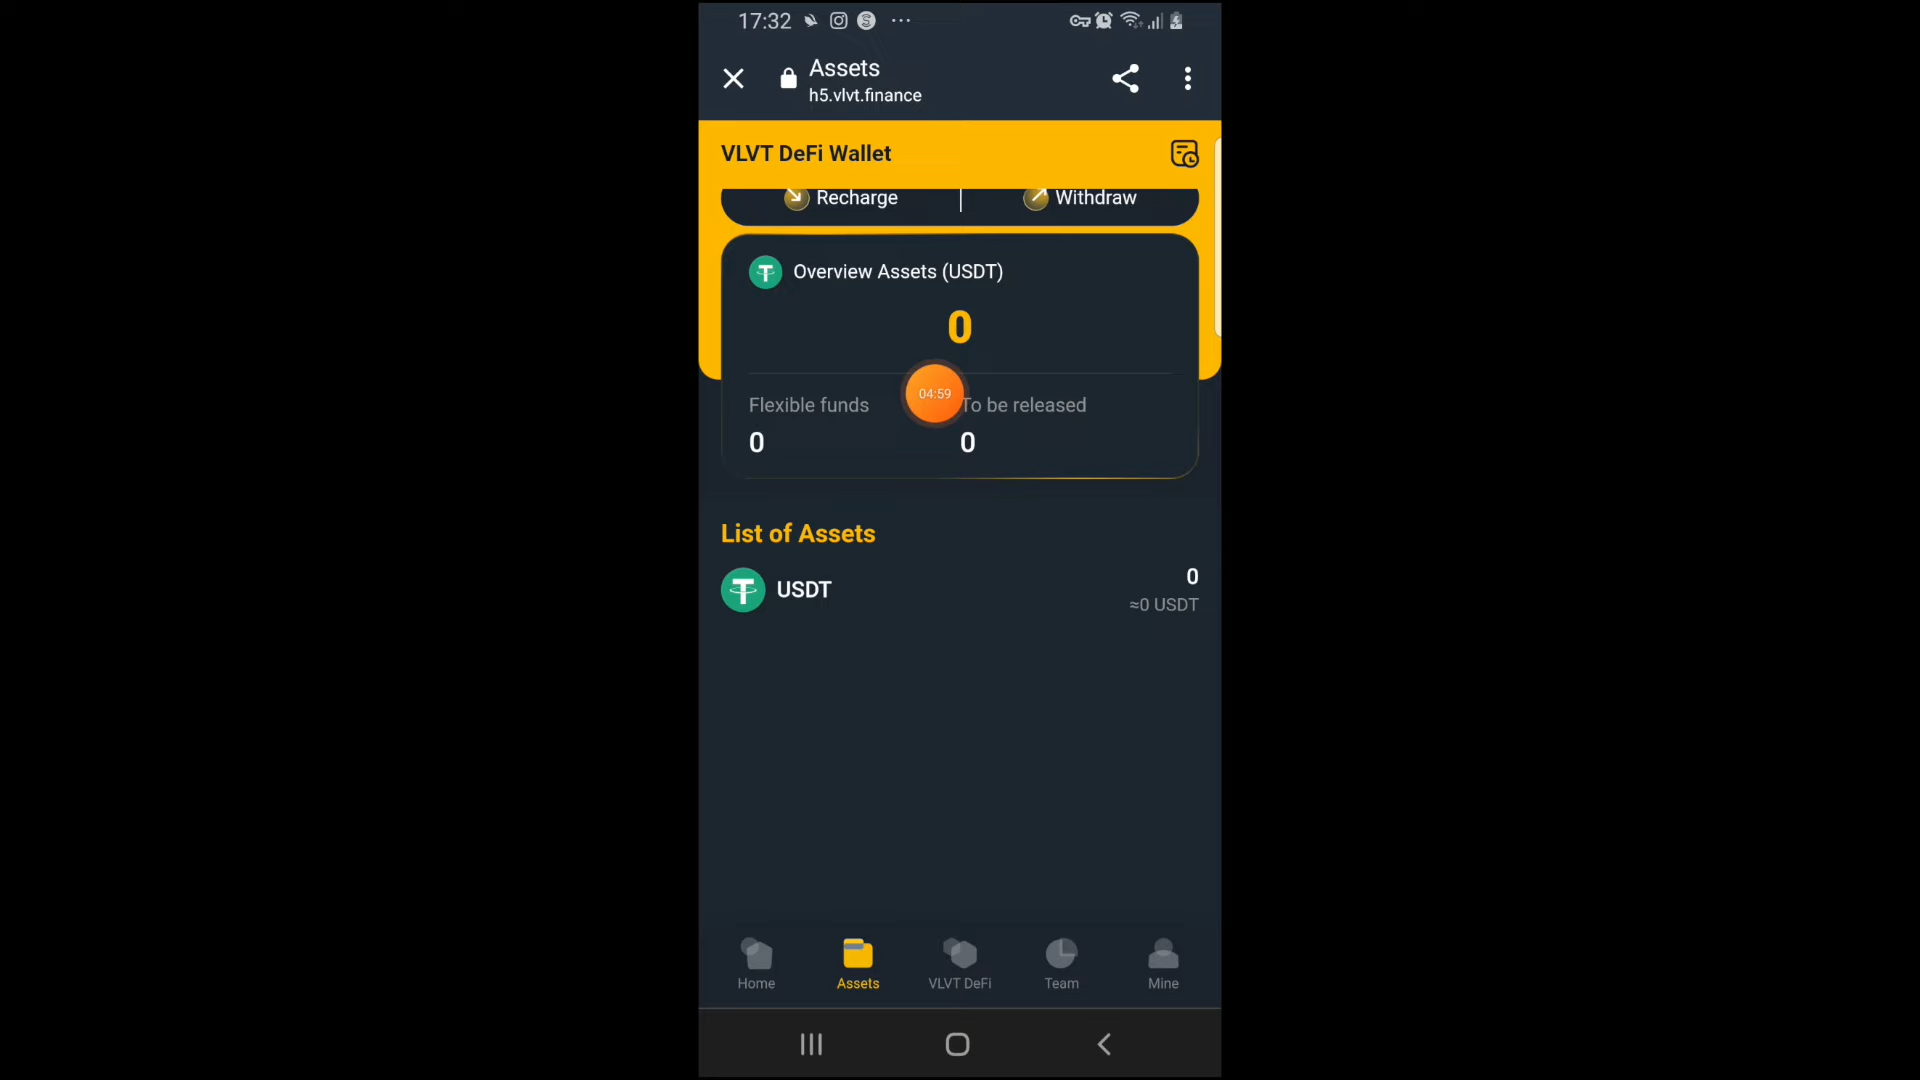 17:32
Assets
h5.vlvt.finance
VLVT DeFi Wallet
Recharge
Withdraw
Overview Assets (USDT)
0
04:59
Flexible funds
To be released
0
0
List of Assets
USDT
0
≈0 USDT
Home
Assets
VLVT DeFi
Team
Mine